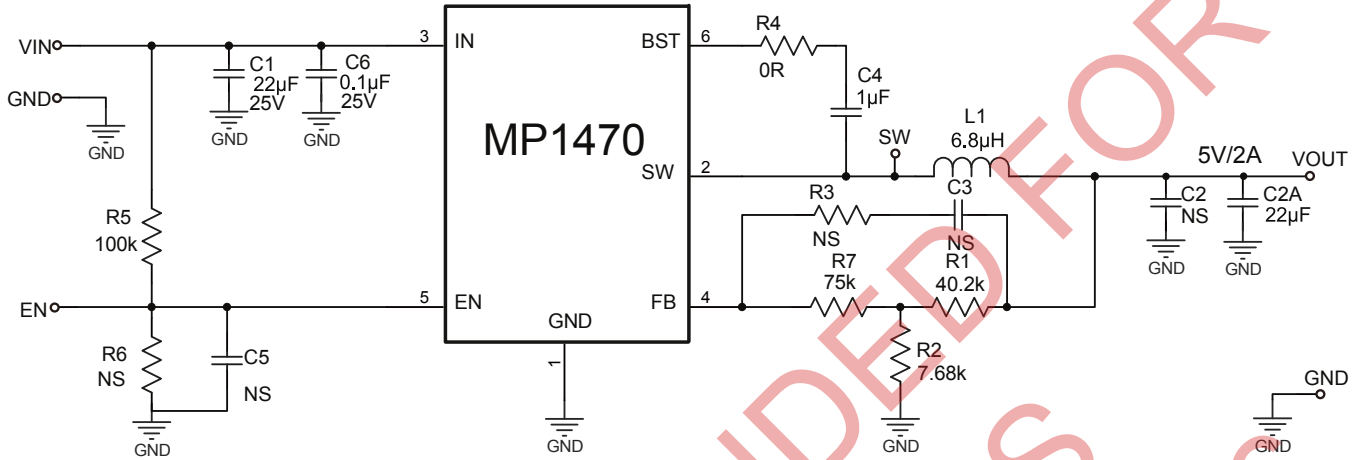 VIN
GND
GND
C1
22µF
25V
GND
C6
0.1µF
25V
GND
3
IN
MP1470
BST
6
R4
0R
C4
1µF
SW
2
SW
L1
6.8µH
5V/2A
VOUT
C2
NS
GND
C2A
22µF
GND
R3
NS
C3
NS
R5
100k
EN
5
EN
GND
1
GND
FB
4
R7
75k
R1
40.2k
R2
7.68k
GND
R6
NS
C5
NS
GND
GND
GND
NDED FOR
S